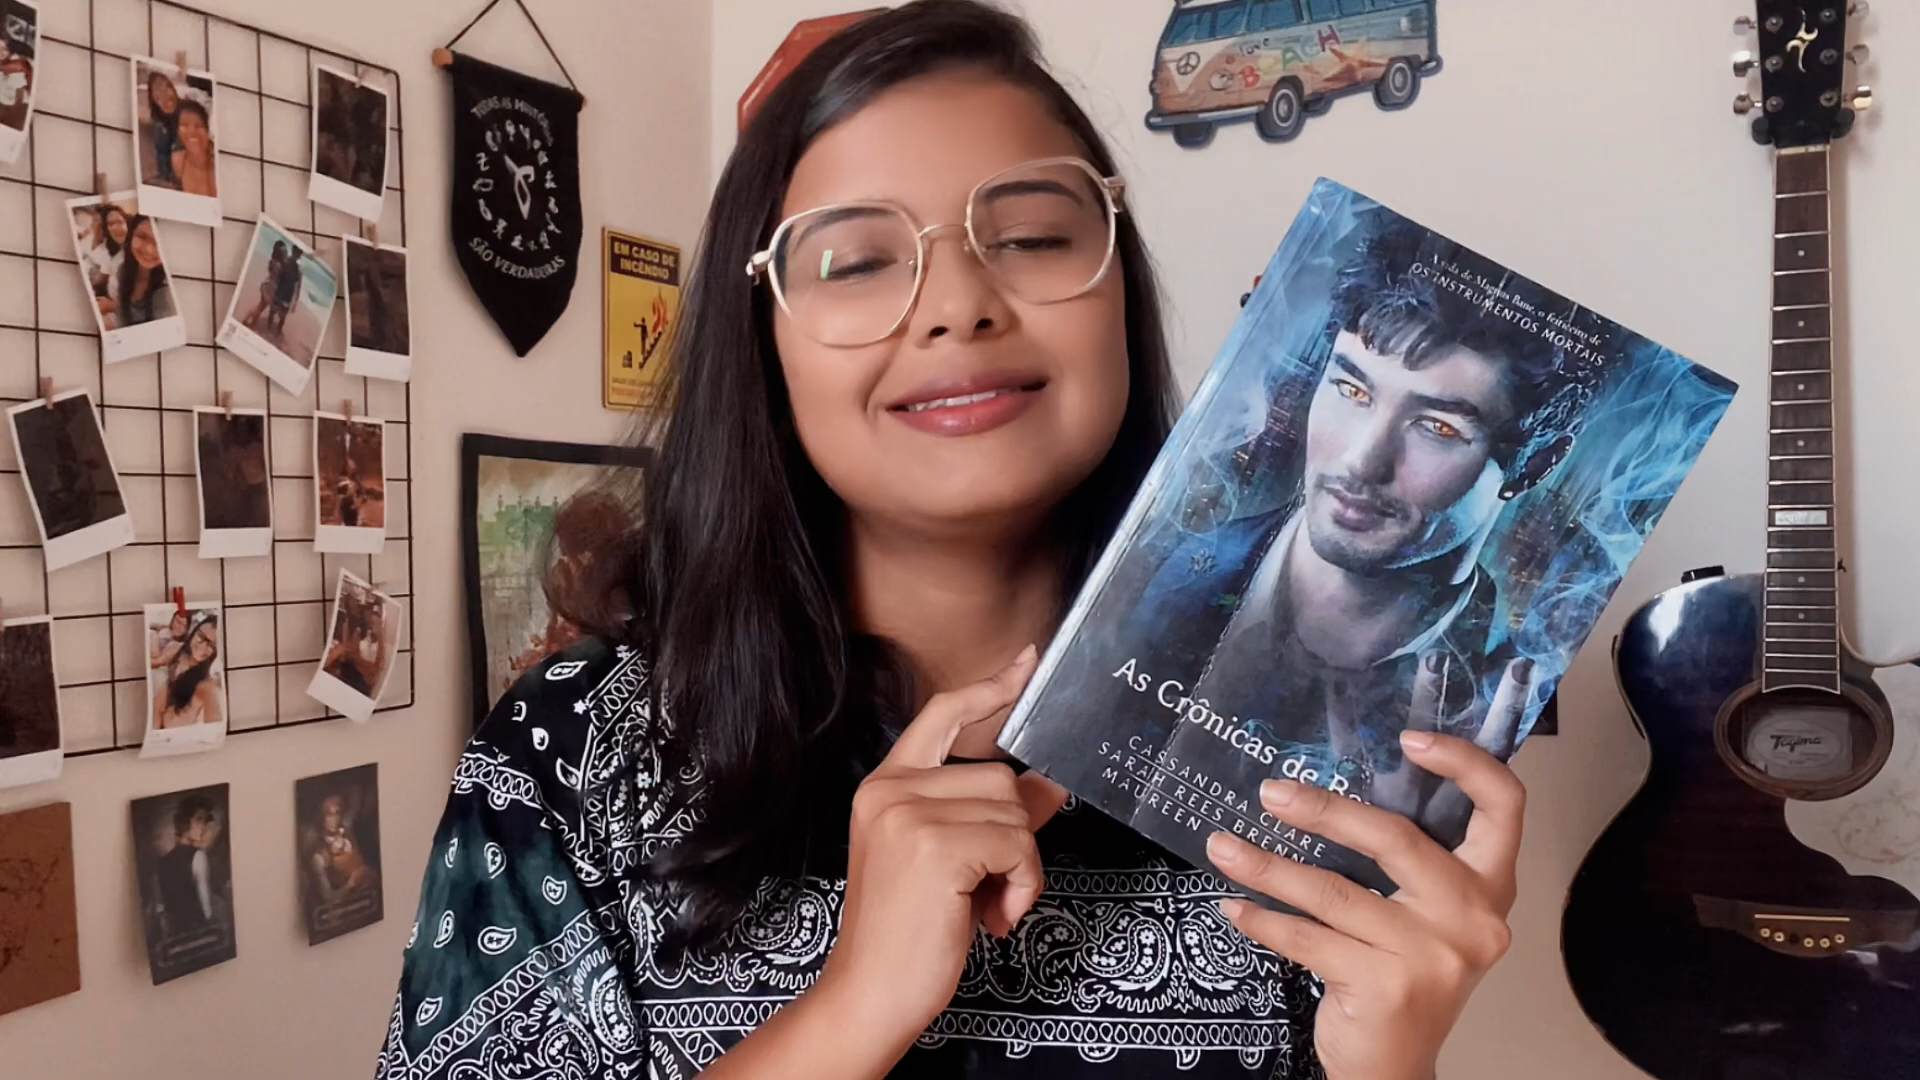 TODAS AS HISTÓRIAS
SÃO VERDADEIRAS
EM CASO DE
INCÊNDIO
love
BEACH
A vida de Magnus Bane, o feiticeiro de
OS INSTRUMENTOS MORTAIS
As Crônicas de
CASSANDRA CLARE
SARAH REES BRENN
MAUREEN
Tagima